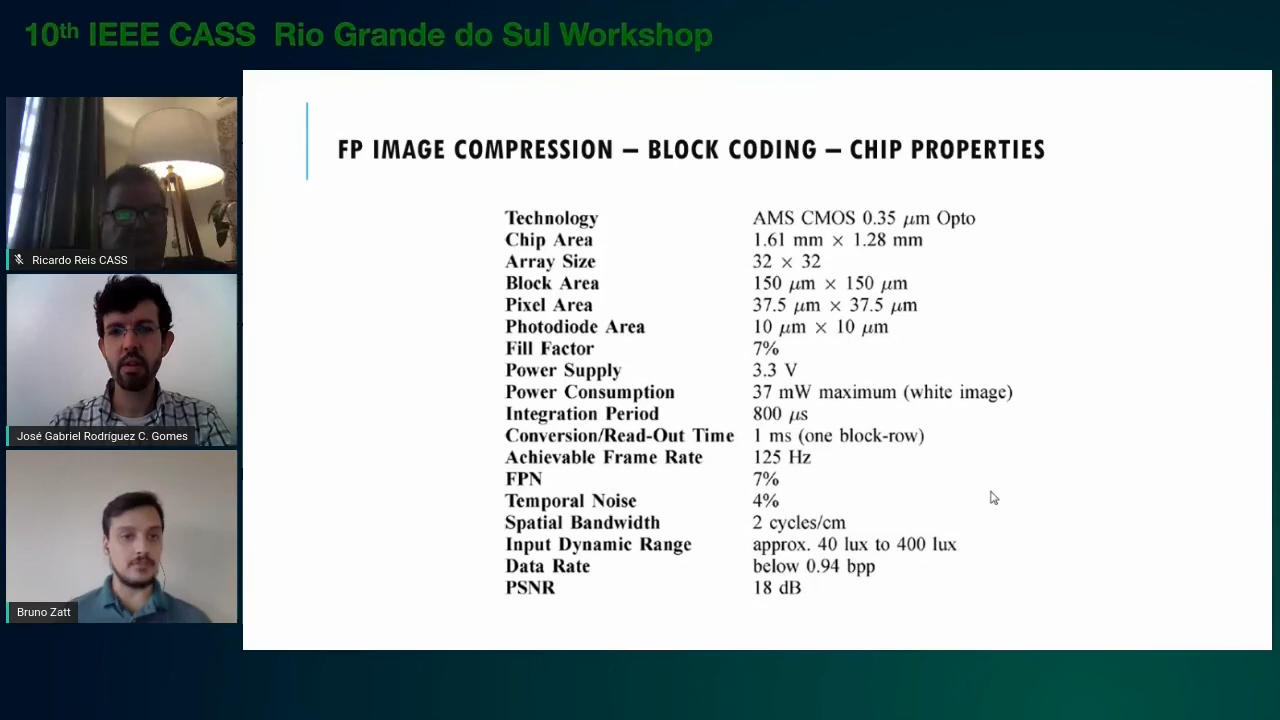 10th IEEE CASS Rio Grande do Sul Workshop
Ricardo Reis CASS
José Gabriel Rodríguez C. Gomes
Bruno Zatt
FP IMAGE COMPRESSION – BLOCK CODING – CHIP PROPERTIES
Technology AMS CMOS 0.35 μm Opto
Chip Area 1.61 mm × 1.28 mm
Array Size 32 × 32
Block Area 150 μm × 150 μm
Pixel Area 37.5 μm × 37.5 μm
Photodiode Area 10 μm × 10 μm
Fill Factor 7%
Power Supply 3.3 V
Power Consumption 37 mW maximum (white image)
Integration Period 800 μs
Conversion/Read-Out Time 1 ms (one block-row)
Achievable Frame Rate 125 Hz
FPN 7%
Temporal Noise 4%
Spatial Bandwidth 2 cycles/cm
Input Dynamic Range approx. 40 lux to 400 lux
Data Rate below 0.94 bpp
PSNR 18 dB